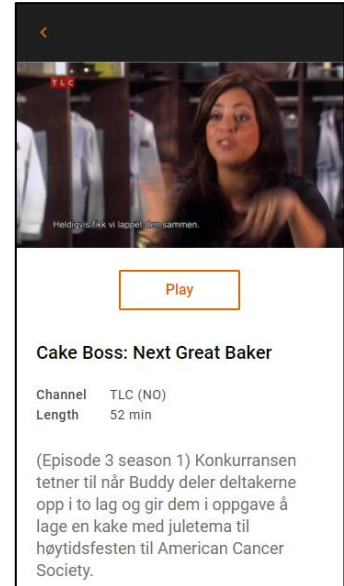 TLC
Heldigvis fikk vi lappet den sammen.
Play
Cake Boss: Next Great Baker
Channel TLC (NO)
Length 52 min
(Episode 3 season 1) Konkurransen
tetner til når Buddy deler deltakerne
opp i to lag og gir dem i oppgave å
lage en kake med juletema til
høytidsfesten til American Cancer
Society.